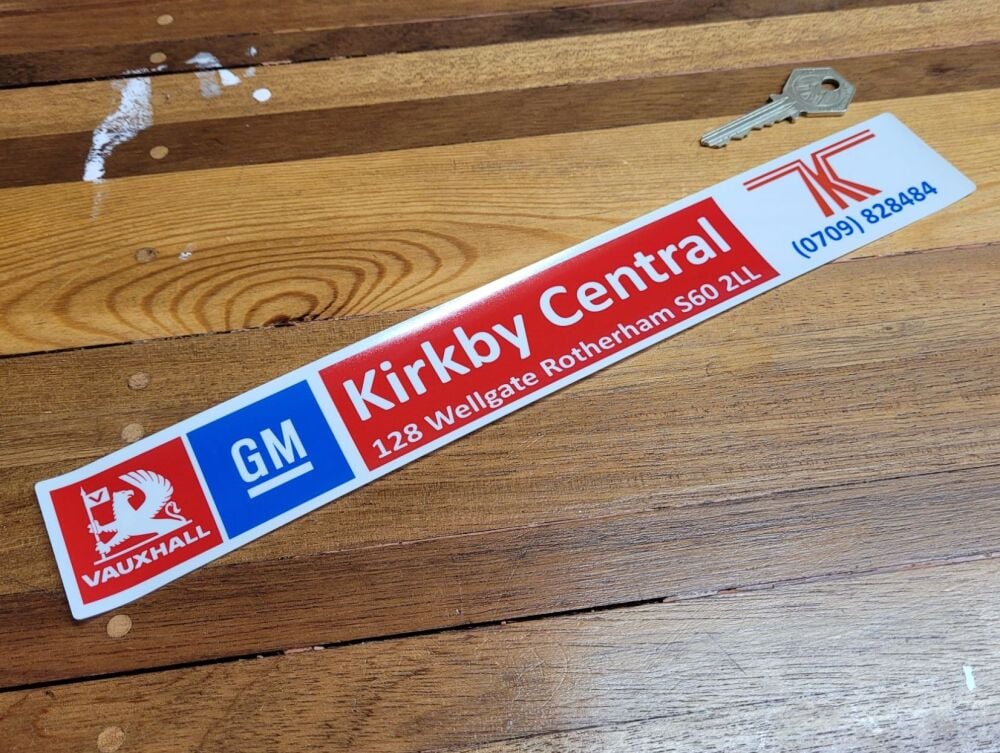 V
VAUXHALL
GM
Kirkby Central
128 Wellgate Rotherham S60 2LL
K
(0709) 828484